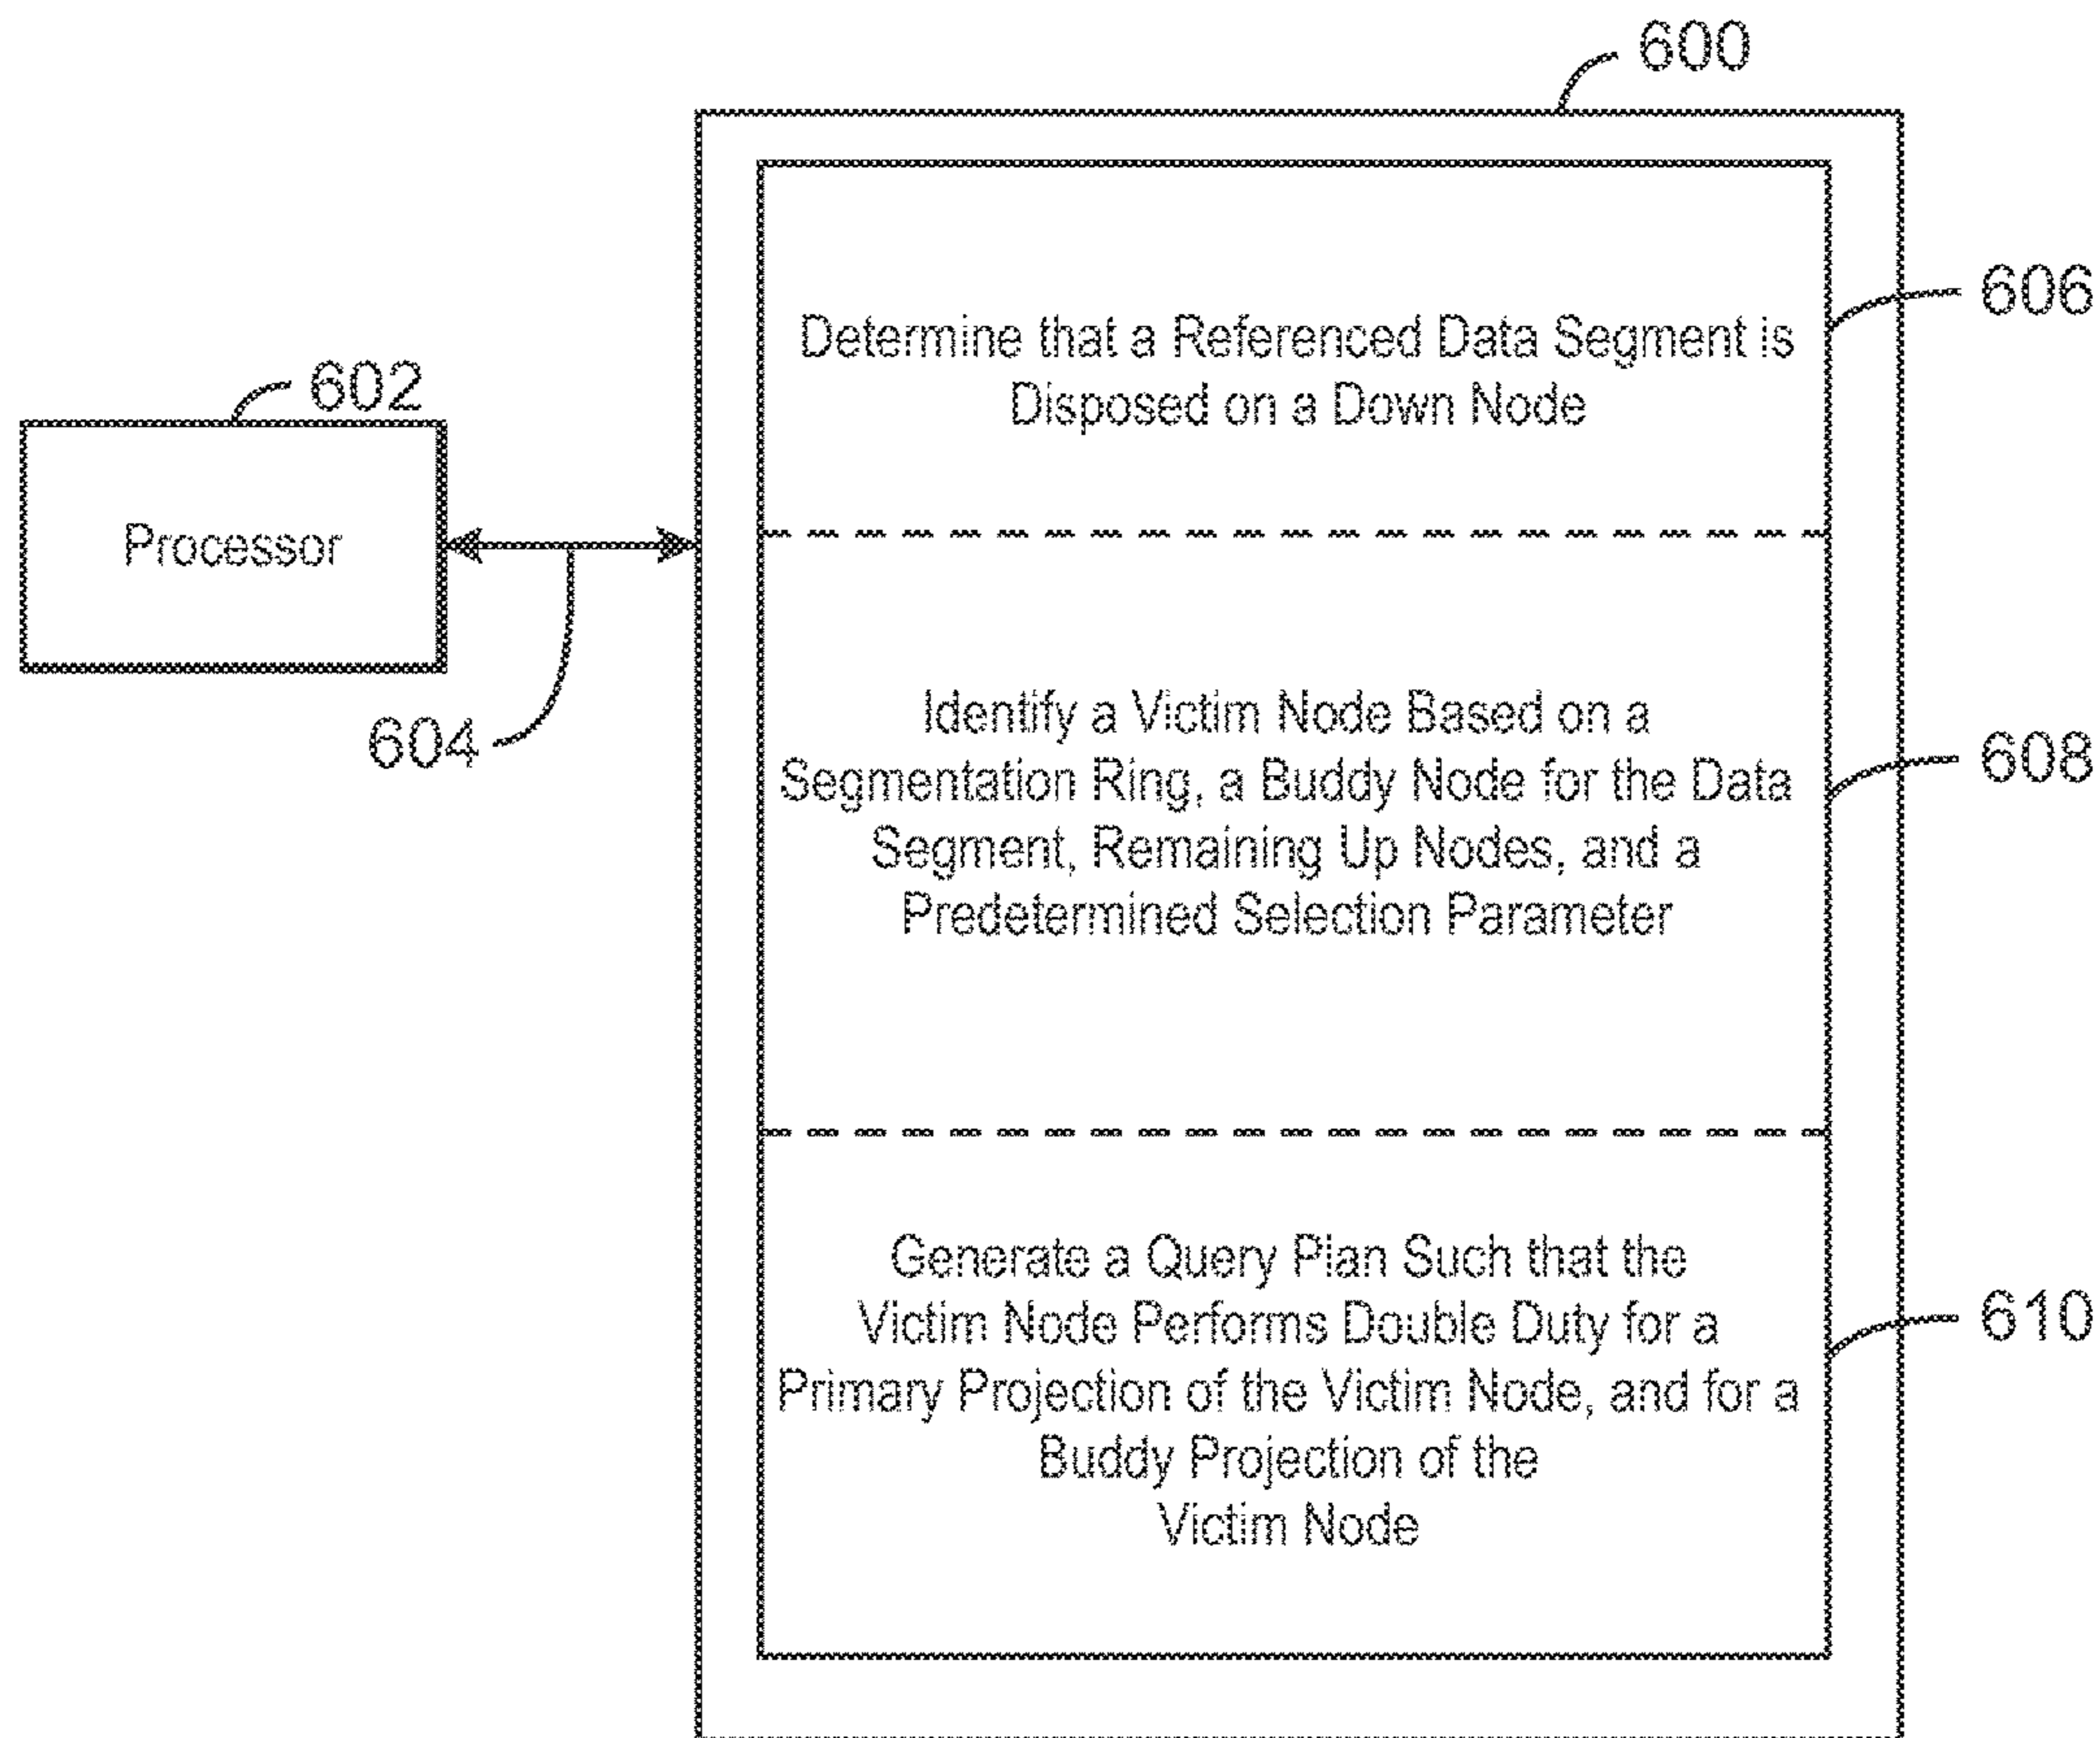 600
606
Determine that a Referenced Data Segment is
Disposed on a Down Node
602
Processor
604
Identify a Victim Node Based on a
Segmentation Ring, a Buddy Node for the Data
Segment, Remaining Up Nodes, and a
Predetermined Selection Parameter
608
Generate a Query Plan Such that the
Victim Node Performs Double Duty for a
Primary Projection of the Victim Node, and for a
Buddy Projection of the
Victim Node
610